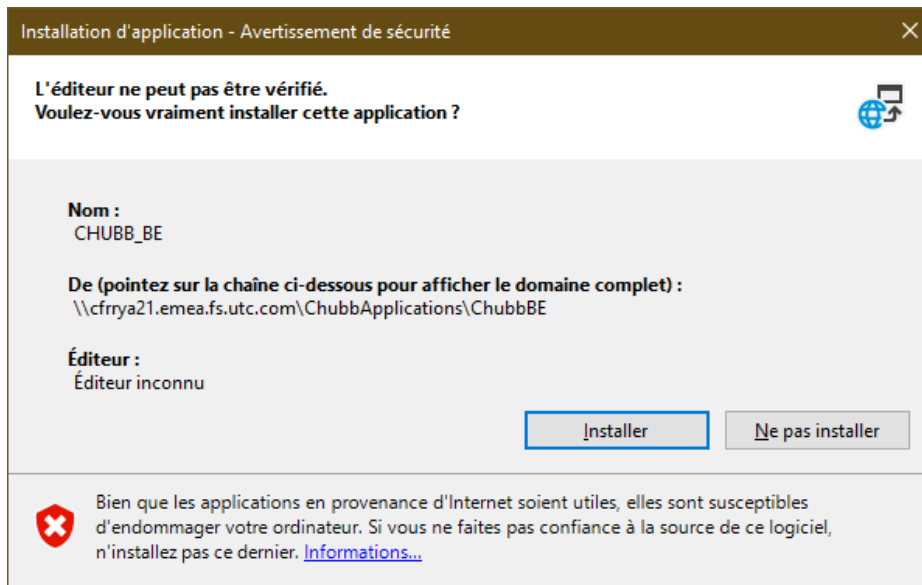 Installation d'application - Avertissement de sécurité
L'éditeur ne peut pas être vérifié.
Voulez-vous vraiment installer cette application ?
Nom :
CHUBB_BE
De (pointez sur la chaîne ci-dessous pour afficher le domaine complet) :
\\cfrrya21.emea.fs.utc.com\ChubbApplications\ChubbBE
Éditeur :
Éditeur inconnu
Installer
Ne pas installer
Bien que les applications en provenance d'Internet soient utiles, elles sont susceptibles
d'endommager votre ordinateur. Si vous ne faites pas confiance à la source de ce logiciel,
n'installez pas ce dernier. Informations...